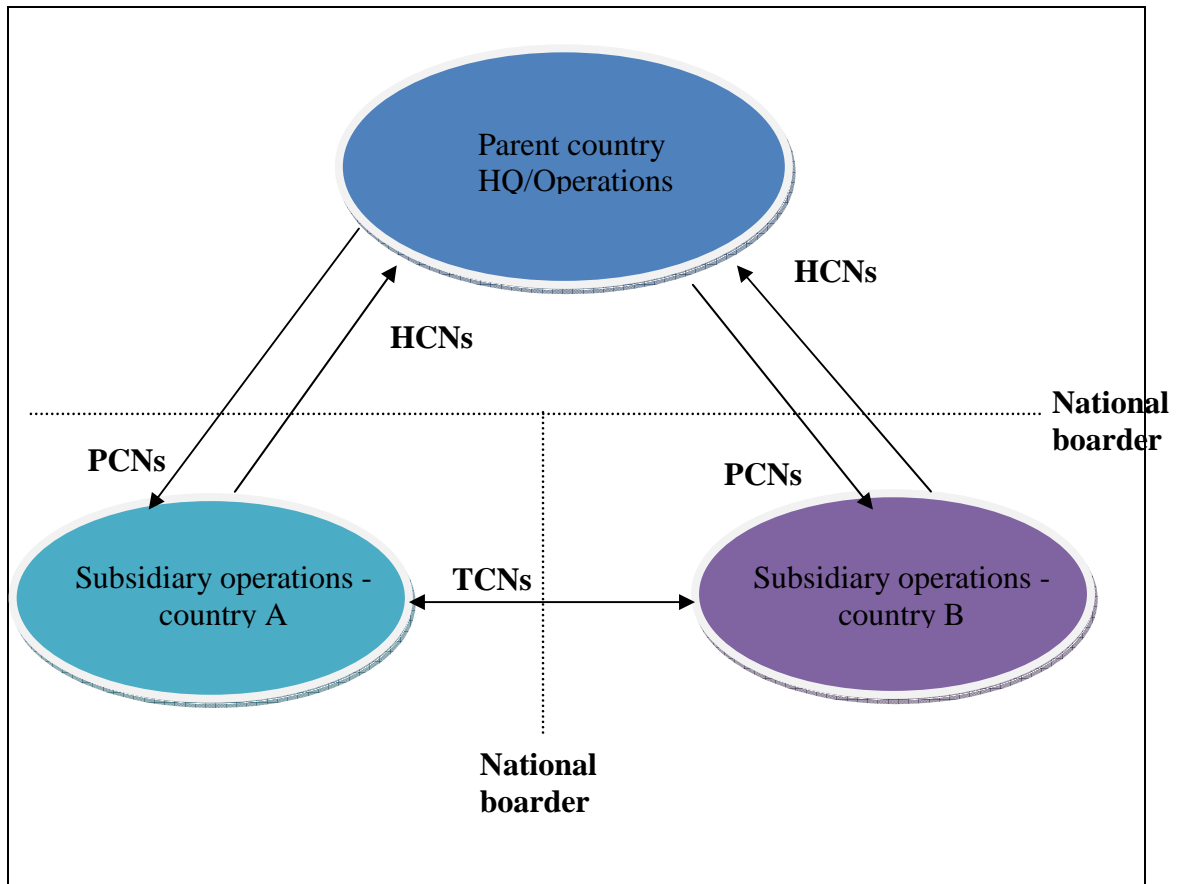 Parent country
HQ/Operations
HCNs
HCNs
National
boarder
PCNs
PCNs
Subsidiary operations -
country A
TCNs
Subsidiary operations -
country B
National
boarder